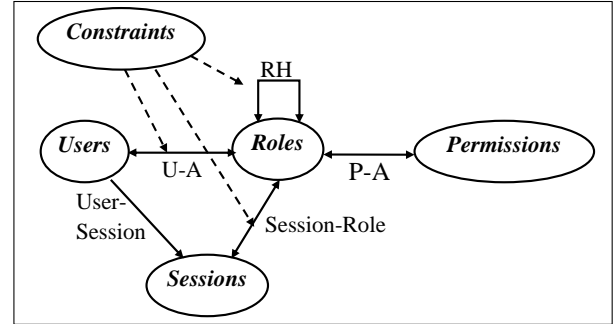 Constraints
RH
Users
Roles
Permissions
U-A
P-A
User-
Session
Session-Role
Sessions